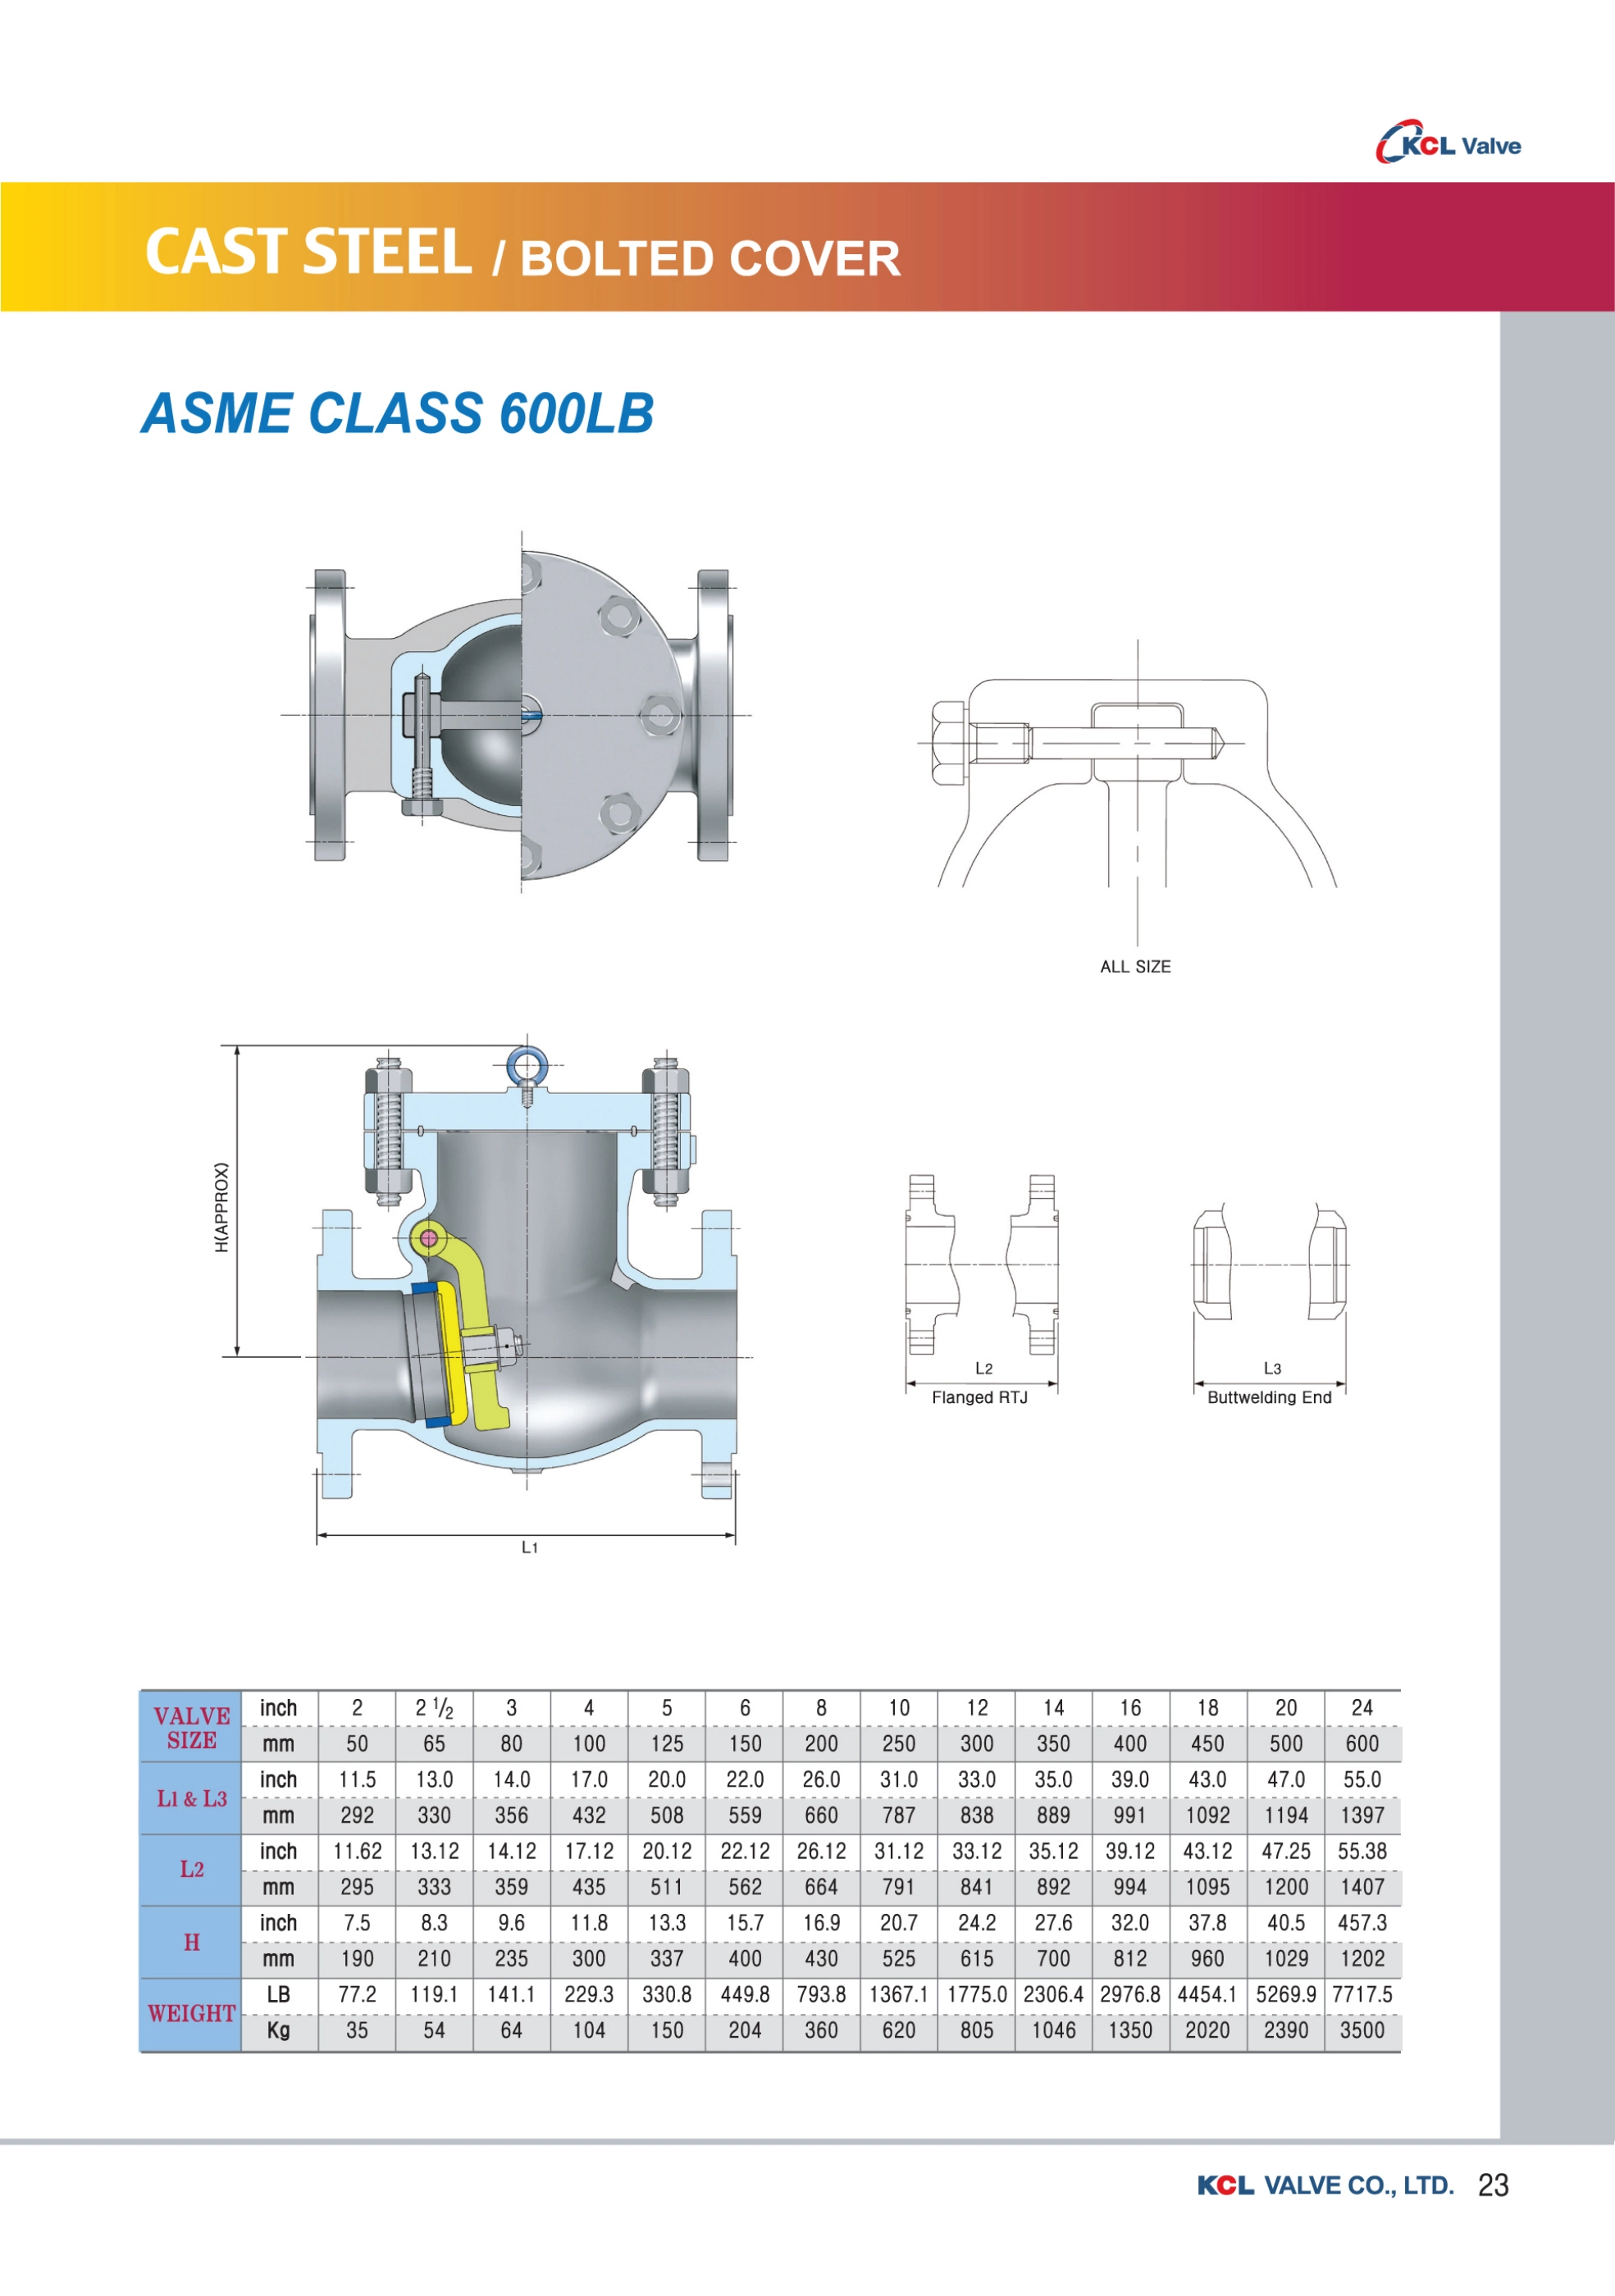 KCL Valve
CAST STEEL / BOLTED COVER
ASME CLASS 600LB
ALL SIZE
H(APPROX)
L2
Flanged RTJ
L3
Buttwelding End
L1
VALVE SIZE inch 2 2 1/2 3 4 5 6 8 10 12 14 16 18 20 24
mm 50 65 80 100 125 150 200 250 300 350 400 450 500 600
L1 & L3 inch 11.5 13.0 14.0 17.0 20.0 22.0 26.0 31.0 33.0 35.0 39.0 43.0 47.0 55.0
mm 292 330 356 432 508 559 660 787 838 889 991 1092 1194 1397
L2 inch 11.62 13.12 14.12 17.12 20.12 22.12 26.12 31.12 33.12 35.12 39.12 43.12 47.25 55.38
mm 295 333 359 435 511 562 664 791 841 892 994 1095 1200 1407
H inch 7.5 8.3 9.6 11.8 13.3 15.7 16.9 20.7 24.2 27.6 32.0 37.8 40.5 457.3
mm 190 210 235 300 337 400 430 525 615 700 812 960 1029 1202
WEIGHT LB 77.2 119.1 141.1 229.3 330.8 449.8 793.8 1367.1 1775.0 2306.4 2976.8 4454.1 5269.9 7717.5
Kg 35 54 64 104 150 204 360 620 805 1046 1350 2020 2390 3500
KCL VALVE CO., LTD. 23